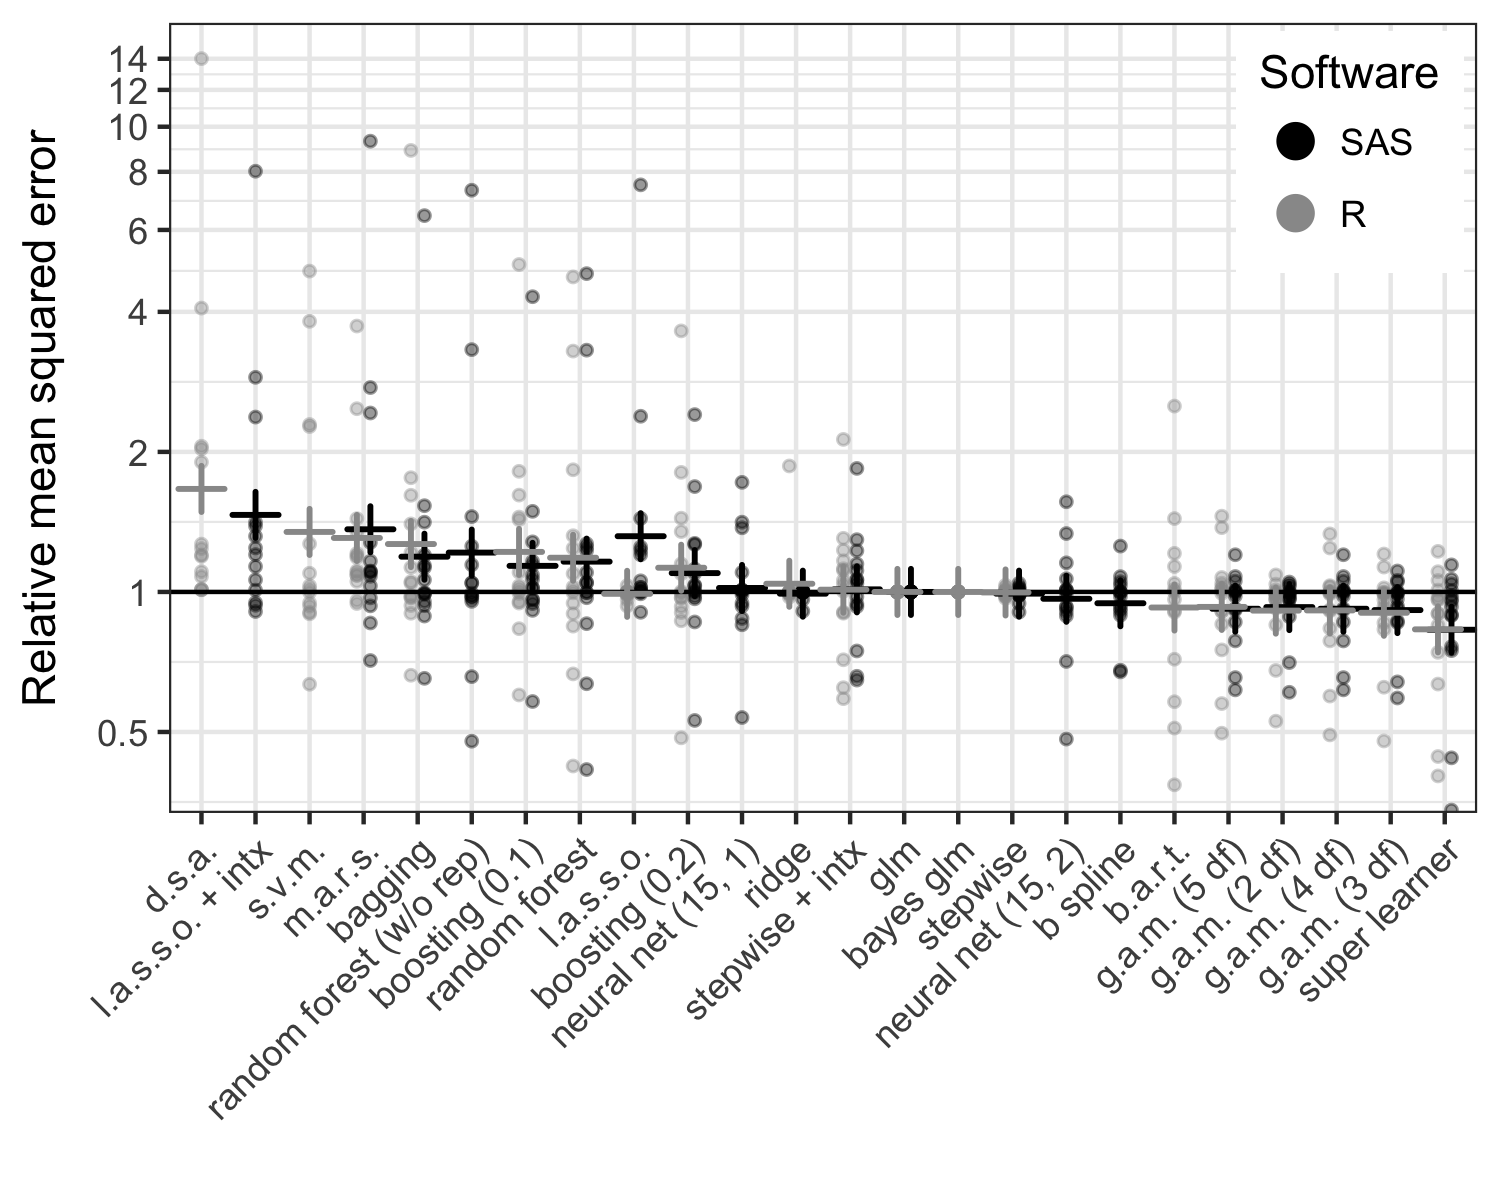 Relative mean squared error
14
12
10
8
6
4
2
1
0.5
Software
SAS
R
d.s.a.
l.a.s.s.o. + intx
s.v.m.
m.a.r.s.
bagging
random forest (w/o rep)
boosting (0.1)
random forest
l.a.s.s.o.
boosting (0.2)
neural net (15, 1)
ridge
stepwise + intx
glm
bayes glm
stepwise
neural net (15, 2)
b spline
b.a.r.t.
g.a.m. (5 df)
g.a.m. (2 df)
g.a.m. (4 df)
g.a.m. (3 df)
super learner